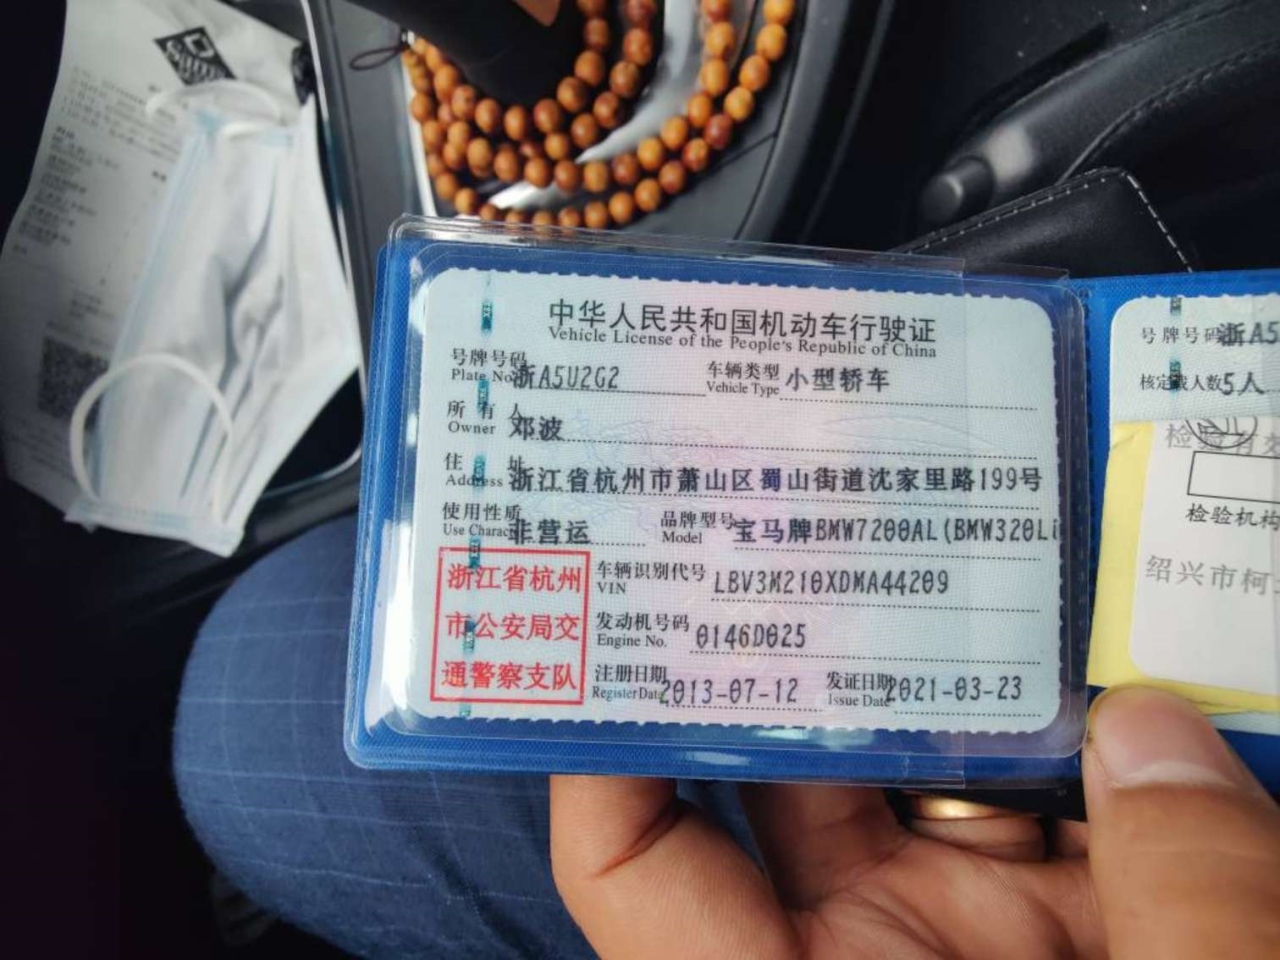 中华人民共和国机动车行驶证
Vehicle License of the People's Republic of China
号牌号码 浙A5U2G2 车辆类型 小型轿车
Plate No. Vehicle Type
所有人 邓波
Owner
住址 浙江省杭州市萧山区蜀山街道沈家里路199号
Address
使用性质 非营运 品牌型号 宝马牌BMW7200AL(BMW320Li
Use Charac Model
浙江省杭州
市公安局交
通警察支队
车辆识别代号 LBV3M210XDMA44209
VIN
发动机号码 0146D025
Engine No.
注册日期 2013-07-12 发证日期 2021-03-23
Register Date Issue Date
号牌号码 浙A5
核定载人数 5人
检验有效
检验机构
绍兴市柯